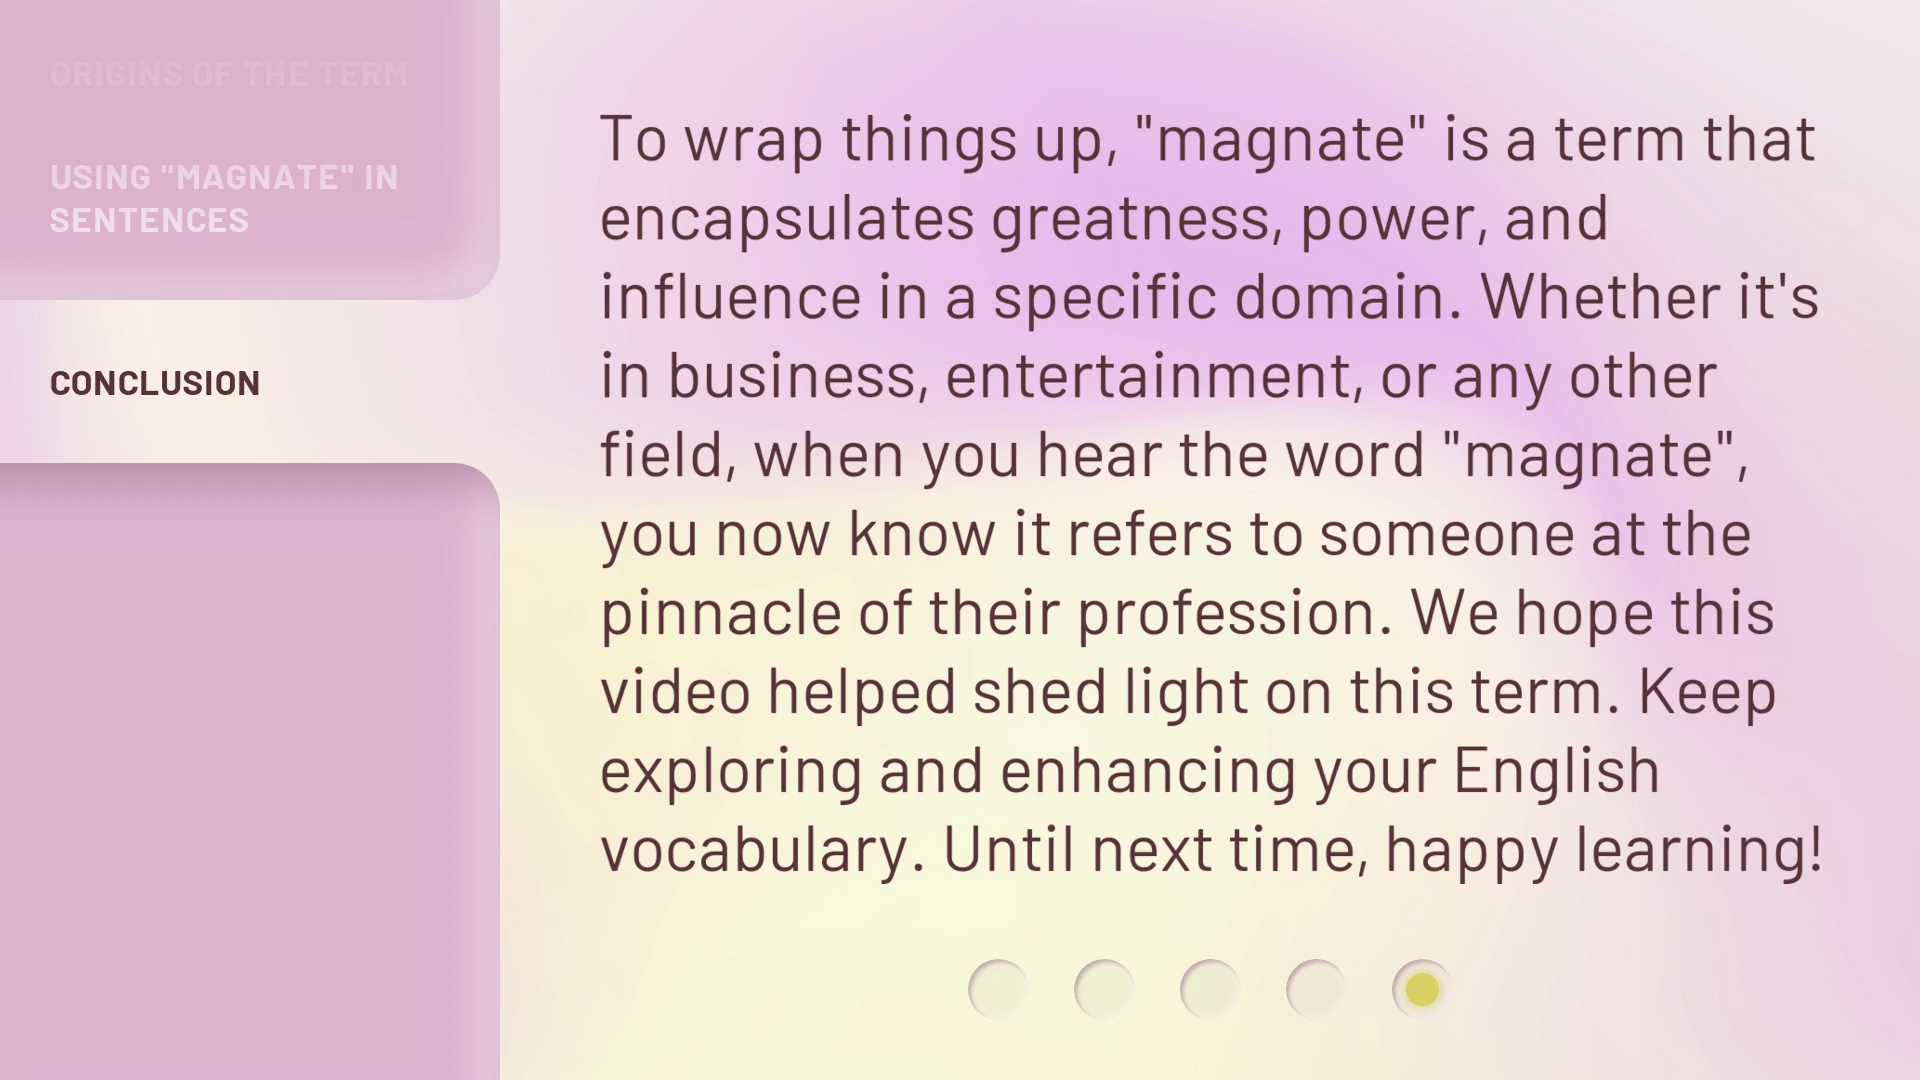 ORIGINS OF THE TERM
USING "MAGNATE" IN
SENTENCES
CONCLUSION
To wrap things up, "magnate" is a term that
encapsulates greatness, power, and
influence in a specific domain. Whether it's
in business, entertainment, or any other
field, when you hear the word "magnate",
you now know it refers to someone at the
pinnacle of their profession. We hope this
video helped shed light on this term. Keep
exploring and enhancing your English
vocabulary. Until next time, happy learning!